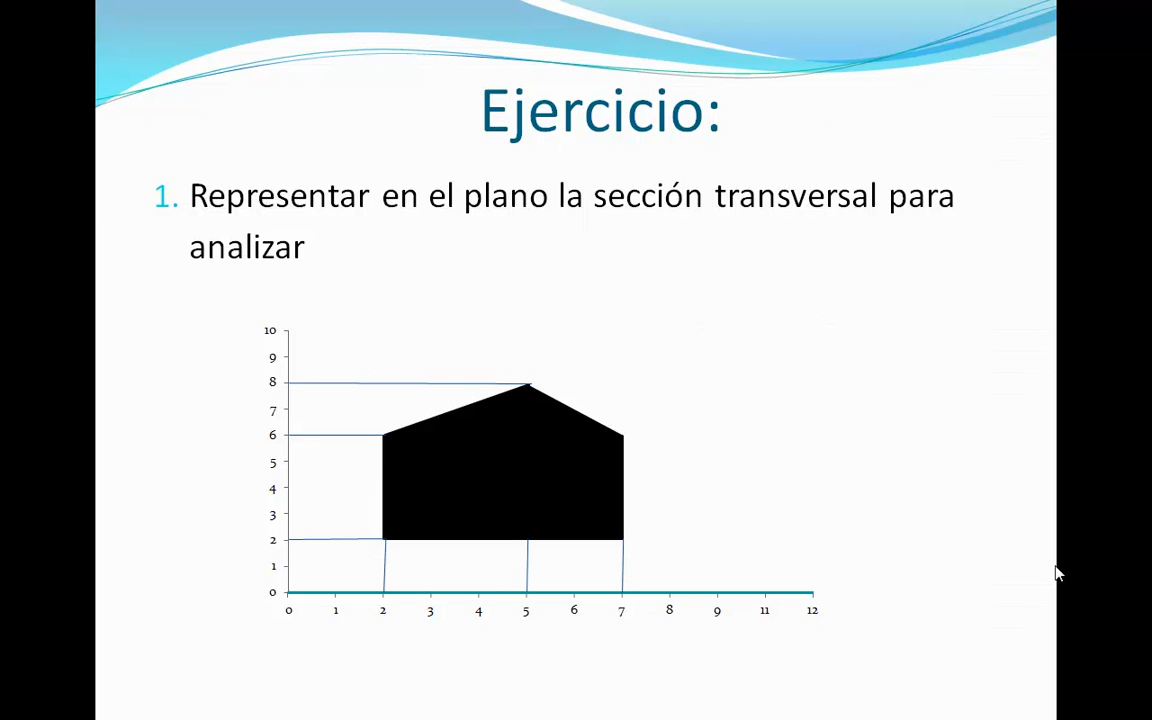 Ejercicio:
1. Representar en el plano la sección transversal para
analizar
10
9
8
7
6
5
4
3
2
1
0
0 1 2 3 4 5 6 7 8 9 11 12